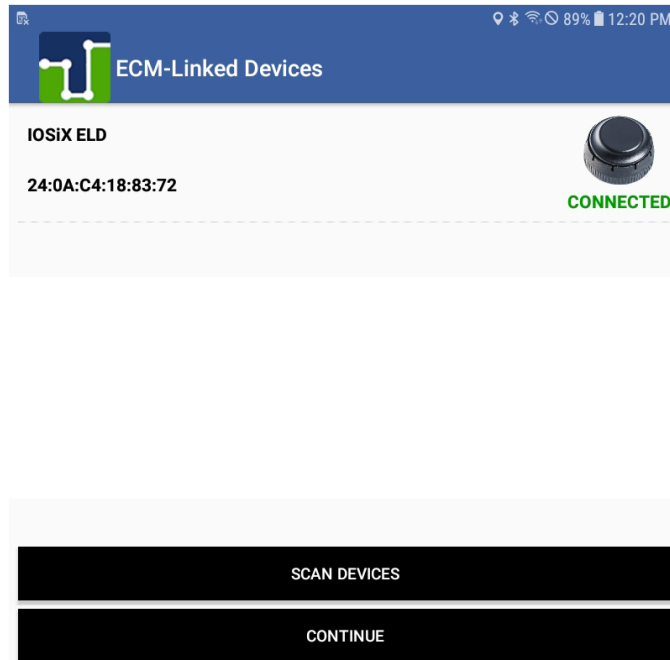 89% 12:20 PM
ECM-Linked Devices
IOSiX ELD
24:0A:C4:18:83:72
CONNECTED
SCAN DEVICES
CONTINUE